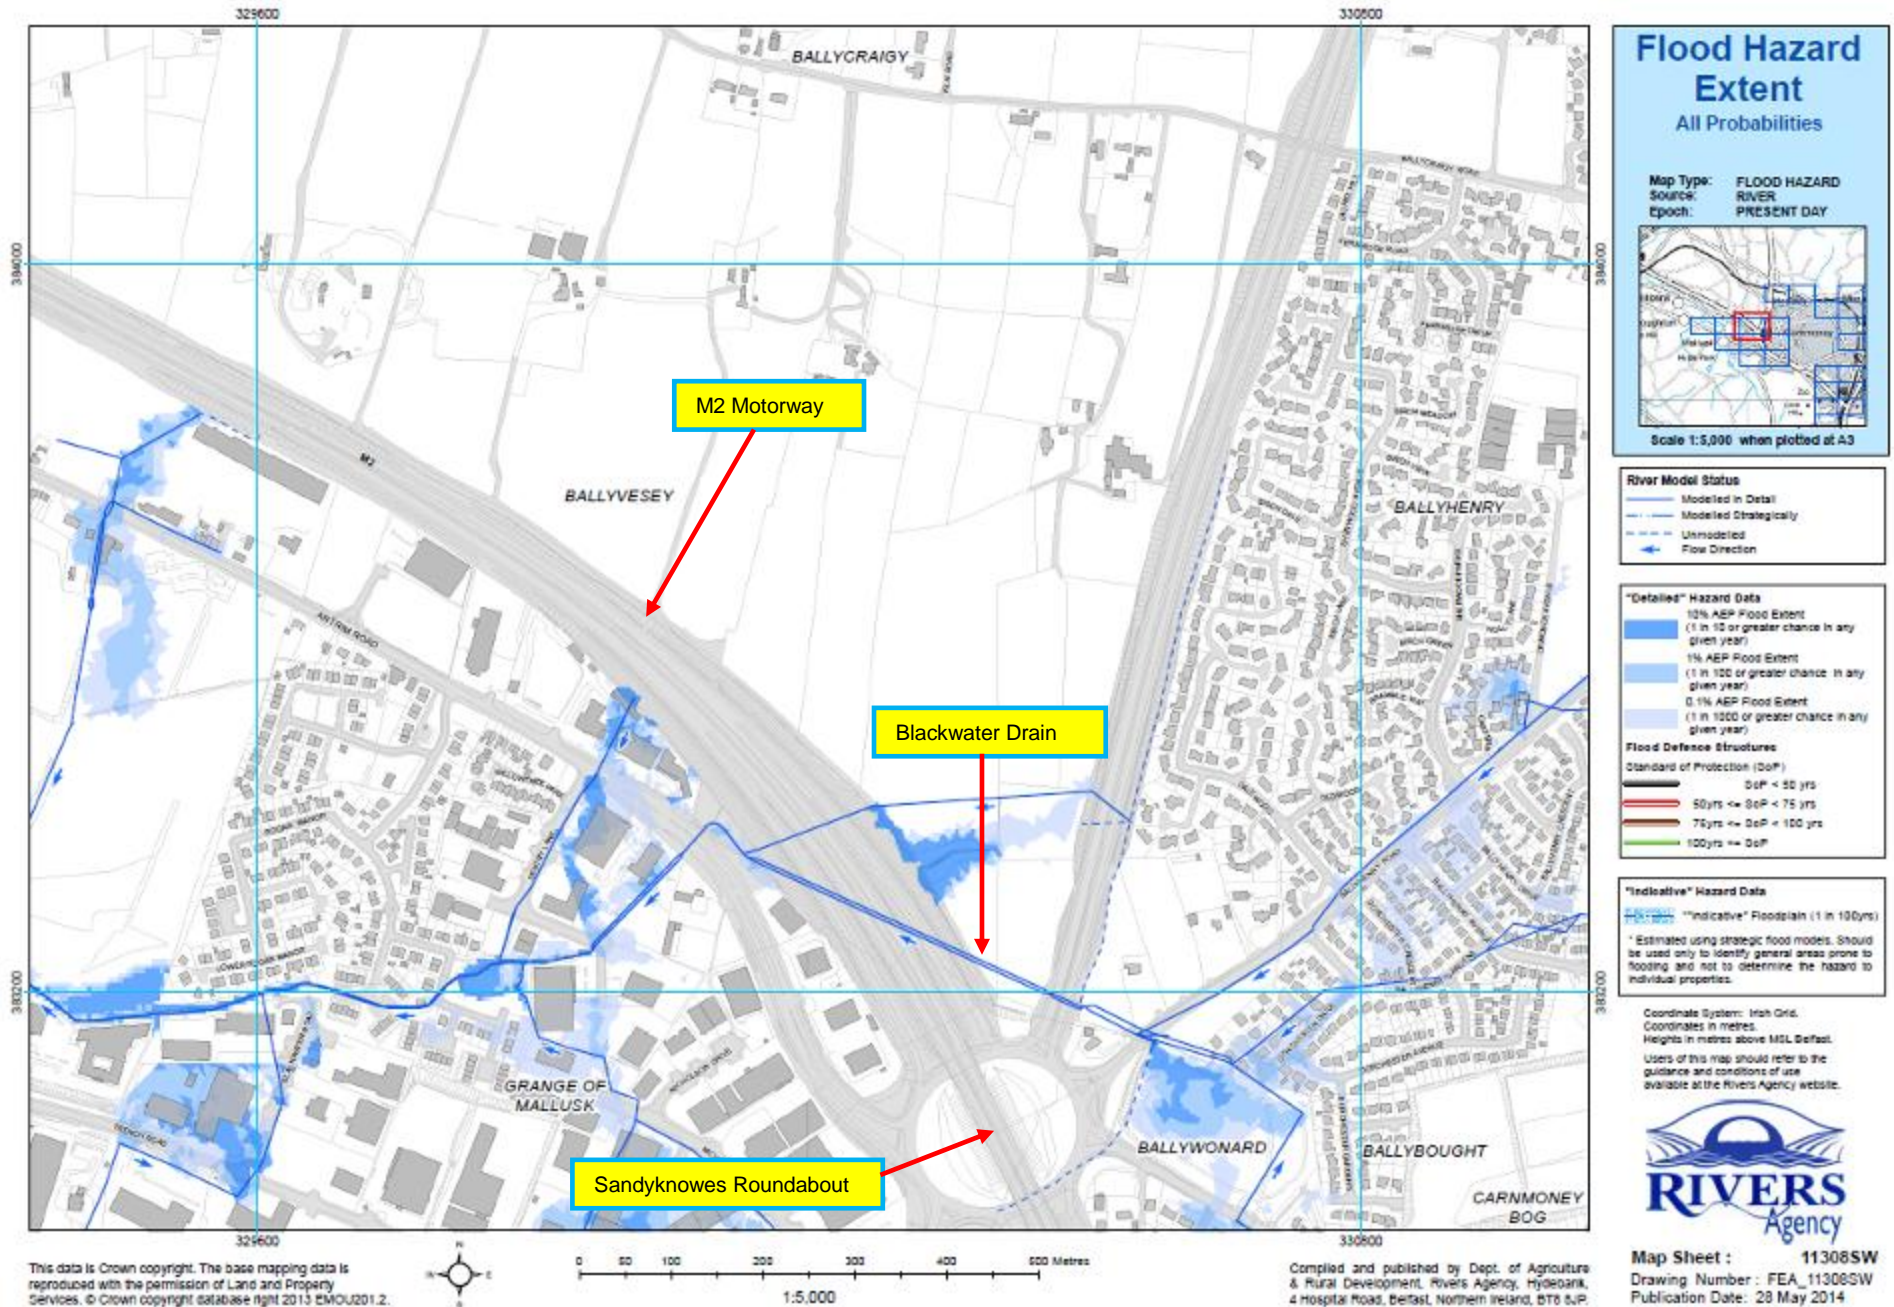 329600
330800
Flood Hazard
Extent
All Probabilities
Map Type: FLOOD HAZARD
Source: RIVER
Epoch: PRESENT DAY
Scale 1:5,000 when plotted at A3
River Model Status
Modelled in Detail
Modelled Strategically
Unmodelled
Flow Direction
"Detailed" Hazard Data
10% AEP Flood Extent
(1 in 10 or greater chance in any
given year)
1% AEP Flood Extent
(1 in 100 or greater chance in any
given year)
0.1% AEP Flood Extent
(1 in 1000 or greater chance in any
given year)
Flood Defence Structures
Standard of Protection (SoP)
SoP < 50 yrs
50yrs <= SoP < 75 yrs
75yrs <= SoP < 100 yrs
100yrs <= SoP
"Indicative" Hazard Data
"Indicative" Floodplain (1 in 100yrs)
* Estimated using strategic flood models. Should
be used only to identify general areas prone to
flooding and not to determine the hazard to
individual properties.
Coordinate System: Irish Grid.
Coordinates in metres.
Heights in metres above MSL Belfast.
Users of this map should refer to the
guidance and conditions of use
available at the Rivers Agency website.
RIVERS
Agency
Map Sheet : 11308SW
Drawing Number : FEA_11308SW
Publication Date: 28 May 2014
BALLYCRAIGY
BALLYCRAIGY ROAD
384000
384000
M2 Motorway
M2
BALLYVESEY
BALLYHENRY
ANTRIM ROAD
Blackwater Drain
BALLYHENRY ROAD
383200
383200
GRANGE OF
MALLUSK
BALLYWONARD
BALLYBOUGHT
Sandyknowes Roundabout
CARNMONEY
BOG
329600
330800
This data is Crown copyright. The base mapping data is
reproduced with the permission of Land and Property
Services. © Crown copyright database right 2013 EMOU201.2.
N
W
E
S
0 50 100 200 300 400 500 Metres
1:5,000
Compiled and published by Dept. of Agriculture
& Rural Development, Rivers Agency, Hydebank,
4 Hospital Road, Belfast, Northern Ireland, BT8 8JP.